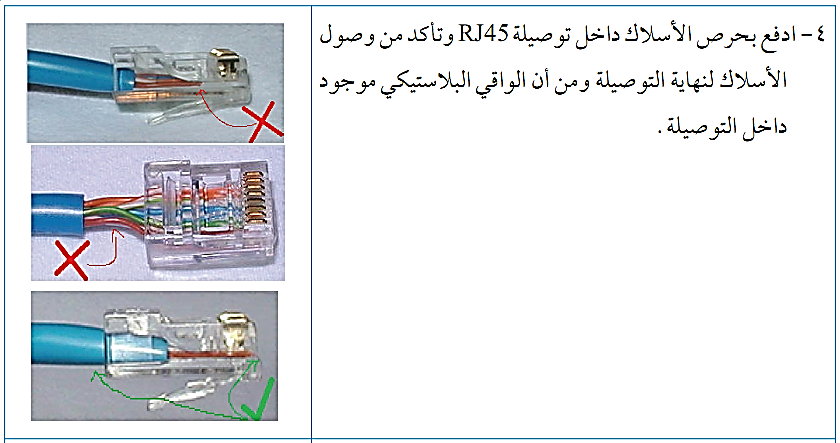 ٤ – ادفع بحرص الأسلاك داخل توصيلة RJ45 وتأكد من وصول
الأسلاك لنهاية التوصيلة ومن أن الواقي البلاستيكي موجود
داخل التوصيلة .